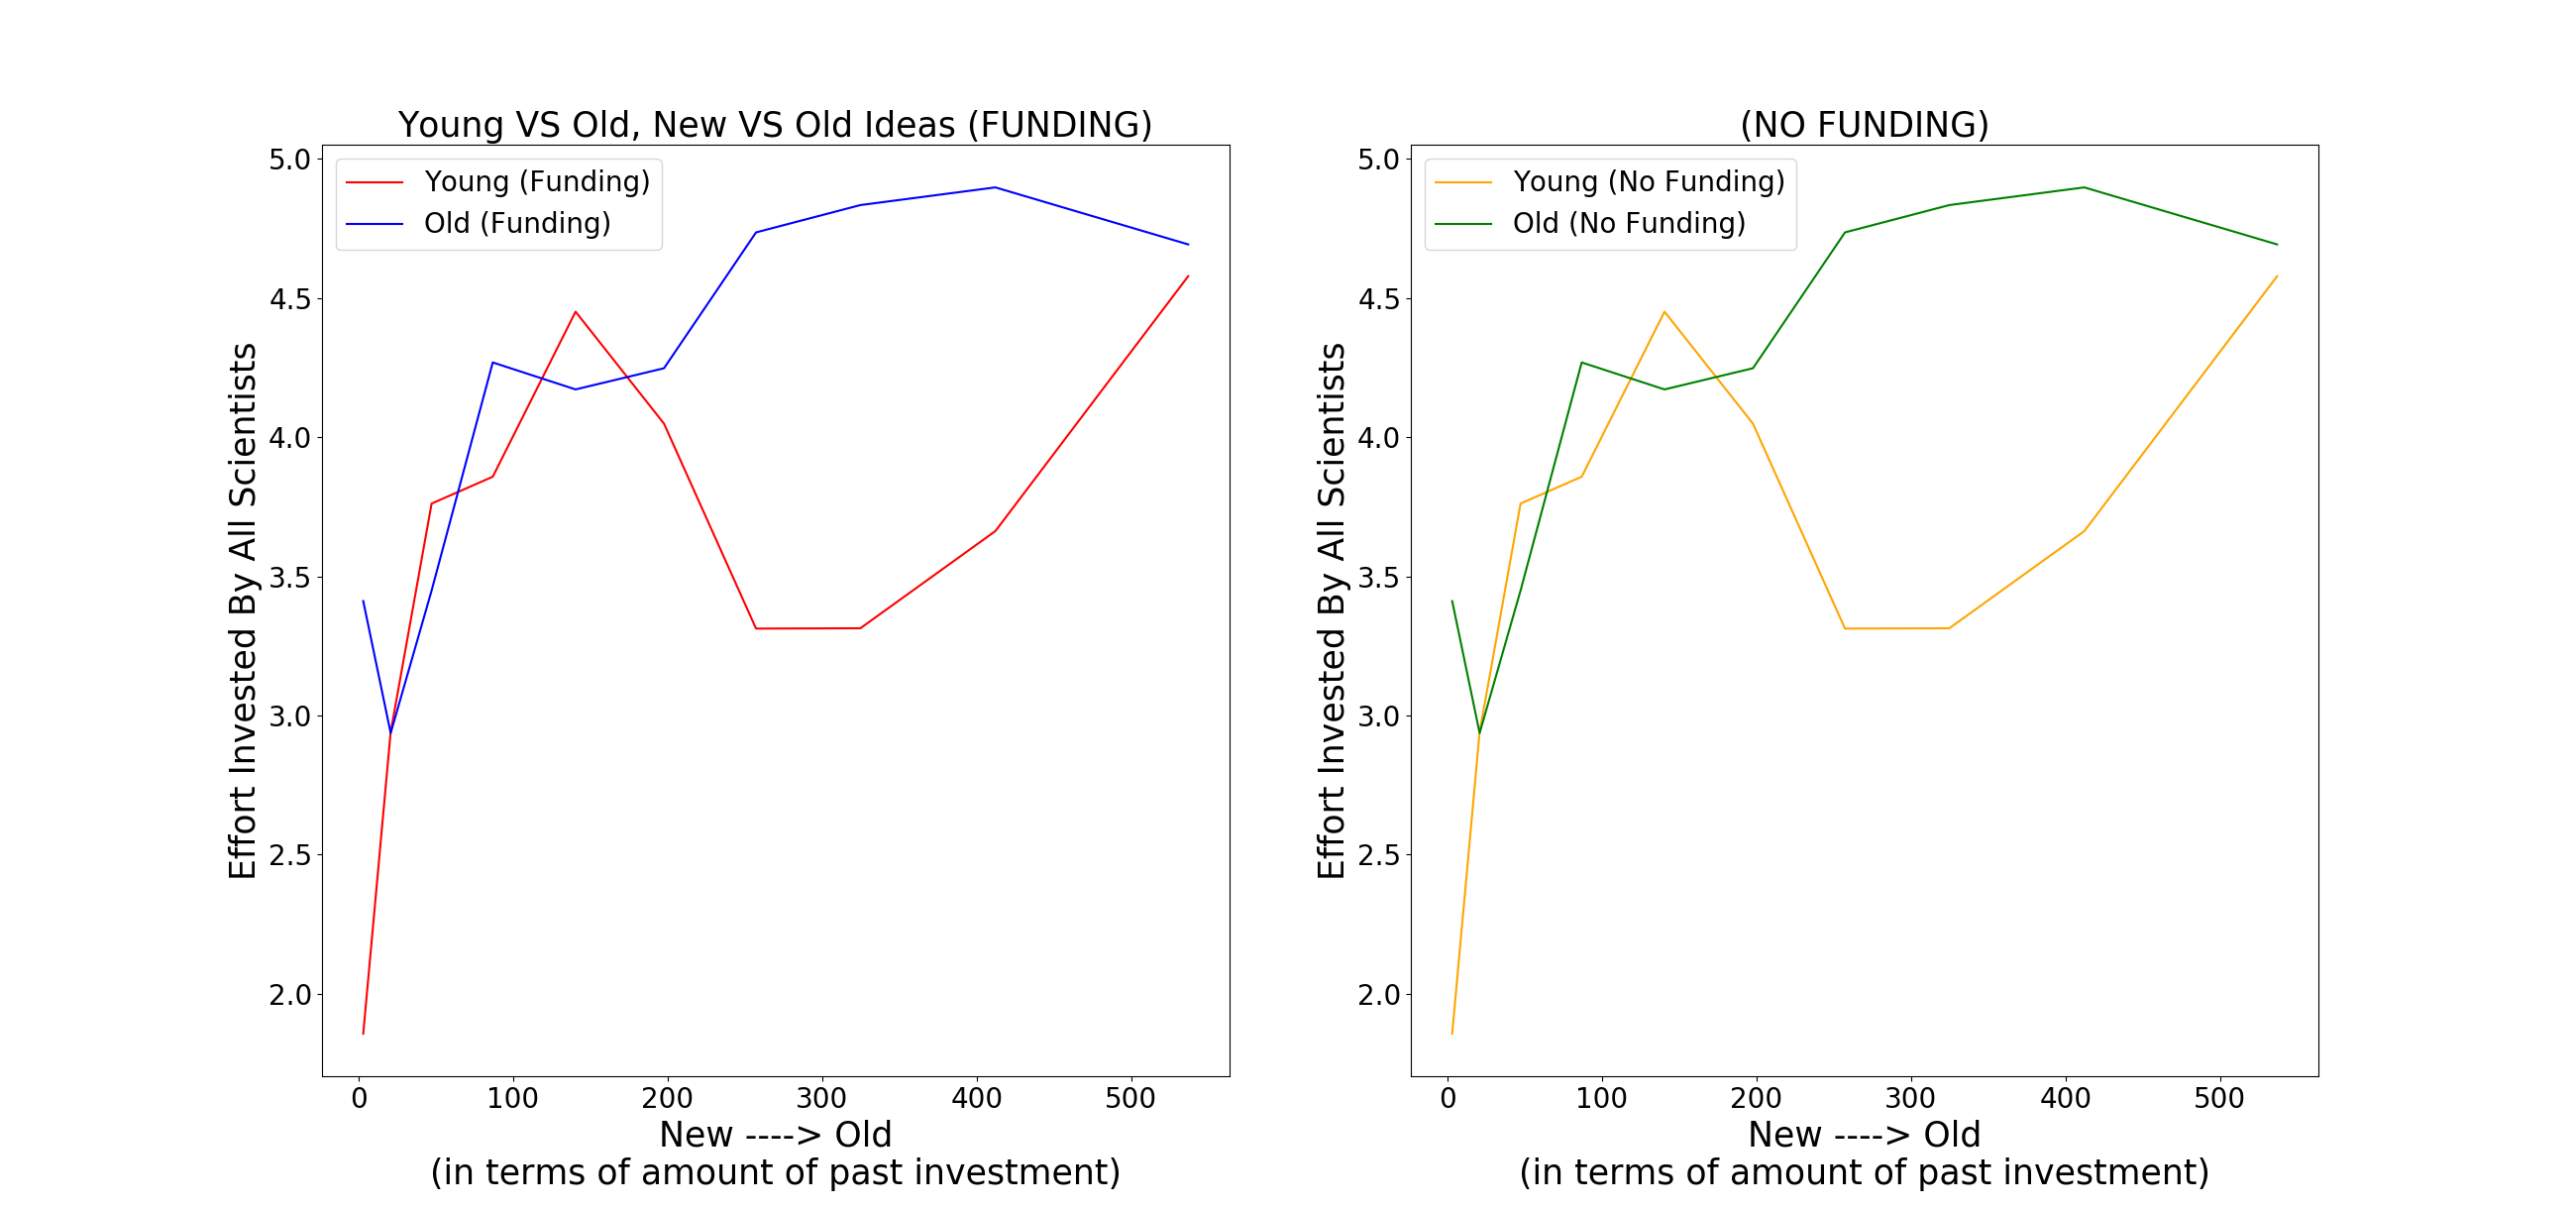 Young VS Old, New VS Old Ideas (FUNDING)
Young (Funding)
Old (Funding)
5.0
4.5
4.0
3.5
3.0
2.5
2.0
Effort Invested By All Scientists
0 100 200 300 400 500
New ----> Old
(in terms of amount of past investment)
(NO FUNDING)
Young (No Funding)
Old (No Funding)
5.0
4.5
4.0
3.5
3.0
2.5
2.0
Effort Invested By All Scientists
0 100 200 300 400 500
New ----> Old
(in terms of amount of past investment)